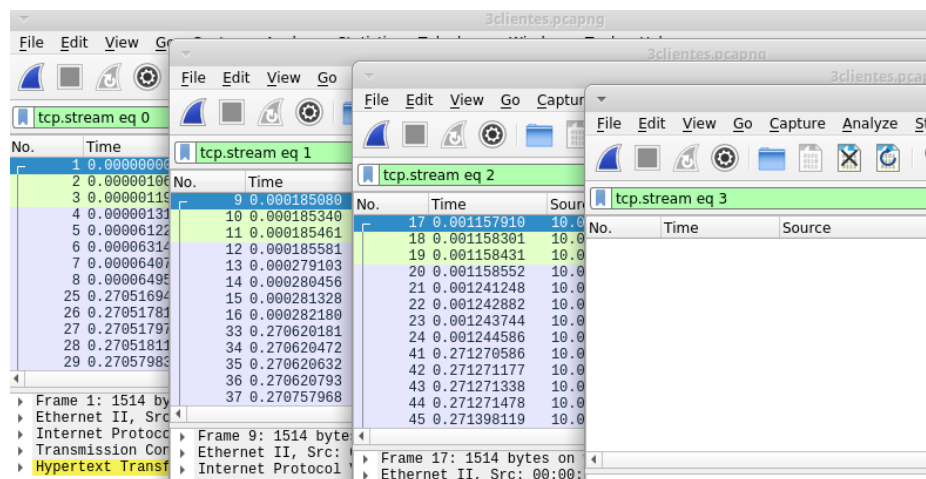 3clientes.pcapng
File Edit View Go
tcp.stream eq 0
No. Time
1 0.00000000
2 0.00000106
3 0.00000119
4 0.00000131
5 0.00006122
6 0.00006314
7 0.00006407
8 0.00006495
25 0.27051694
26 0.27051781
27 0.27051797
28 0.27051811
29 0.27057983
Frame 1: 1514 by
Ethernet II, Src
Internet Protoco
Transmission Con
Hypertext Transf
3clientes.pcapng
File Edit View Go
tcp.stream eq 1
No. Time
9 0.000185080
10 0.000185340
11 0.000185461
12 0.000185581
13 0.000279103
14 0.000280456
15 0.000281328
16 0.000282180
33 0.270620181
34 0.270620472
35 0.270620632
36 0.270620793
37 0.270757968
Frame 9: 1514 byte
Ethernet II, Src:
Internet Protocol
3clientes.pcap
File Edit View Go Captur
tcp.stream eq 2
No. Time Sour
17 0.001157910 10.0
18 0.001158301 10.0
19 0.001158431 10.0
20 0.001158552 10.0
21 0.001241248 10.0
22 0.001242882 10.0
23 0.001243744 10.0
24 0.001244586 10.0
41 0.271270586 10.0
42 0.271271177 10.0
43 0.271271338 10.0
44 0.271271478 10.0
45 0.271398119 10.0
Frame 17: 1514 bytes on
Ethernet II, Src: 00:00:
File Edit View Go Capture Analyze St
tcp.stream eq 3
No. Time Source